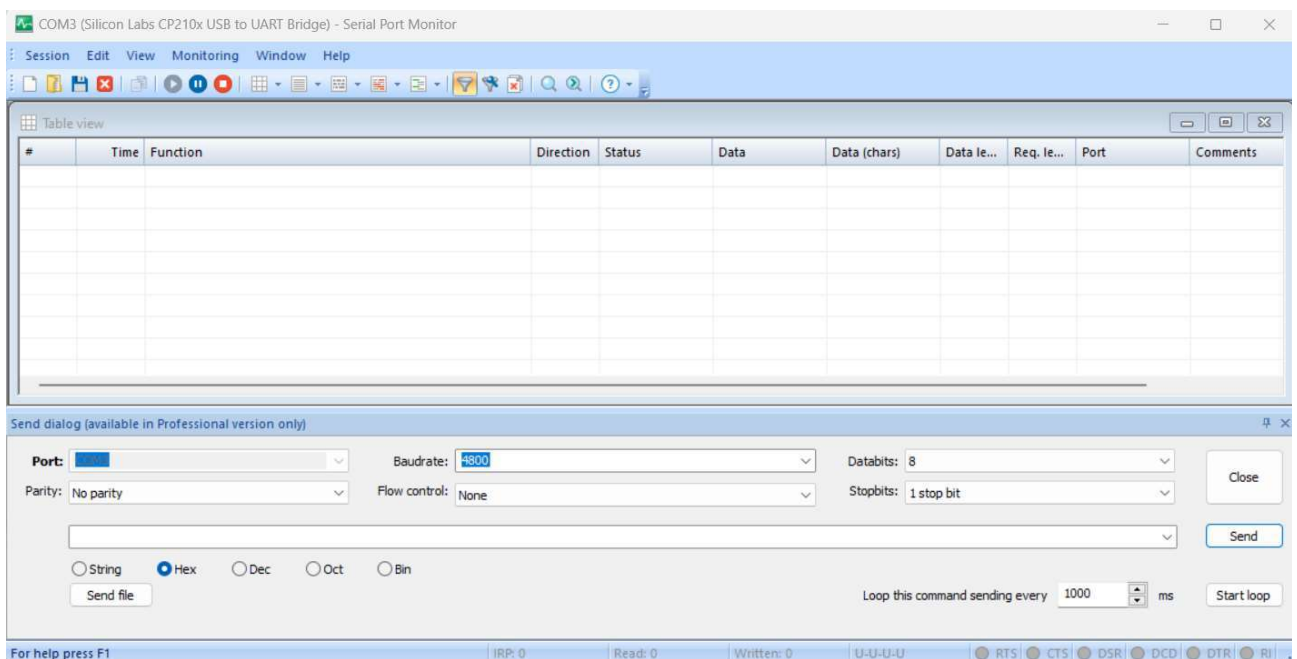 COM3 (Silicon Labs CP210x USB to UART Bridge) - Serial Port Monitor
Session Edit View Monitoring Window Help
Table view
# Time Function Direction Status Data Data (chars) Data le... Req. le... Port Comments
Send dialog (available in Professional version only)
Port: COM3 Baudrate: 4800 Databits: 8
Close
Parity: No parity Flow control: None Stopbits: 1 stop bit
Send
String Hex Dec Oct Bin
Send file Loop this command sending every 1000 ms Start loop
For help press F1 IRP: 0 Read: 0 Written: 0 U-U-U-U RTS CTS DSR DCD DTR RI